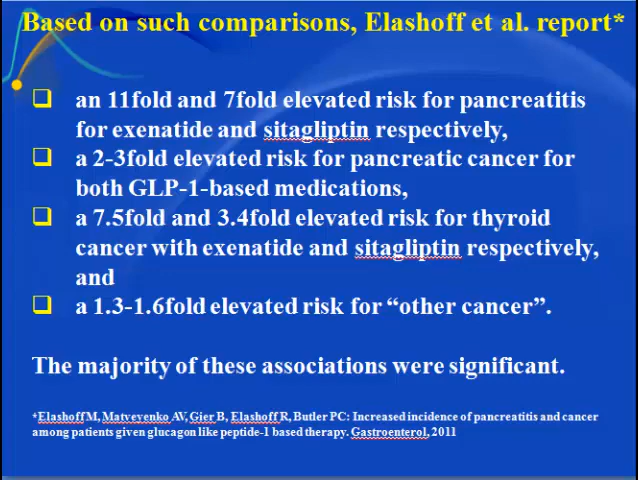 Based on such comparisons, Elashoff et al. report*
❑ an 11fold and 7fold elevated risk for pancreatitis
for exenatide and sitagliptin respectively,
❑ a 2-3fold elevated risk for pancreatic cancer for
both GLP-1-based medications,
❑ a 7.5fold and 3.4fold elevated risk for thyroid
cancer with exenatide and sitagliptin respectively,
and
❑ a 1.3-1.6fold elevated risk for “other cancer”.
The majority of these associations were significant.
*Elashoff M, Matveyenko AV, Gier B, Elashoff R, Butler PC: Increased incidence of pancreatitis and cancer
among patients given glucagon like peptide-1 based therapy. Gastroenterol, 2011